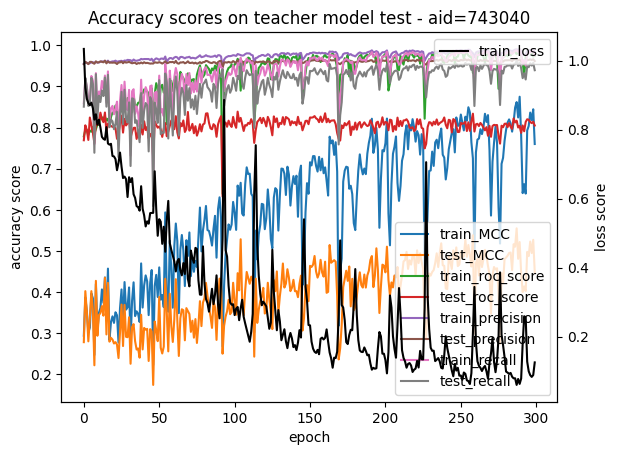 Accuracy scores on teacher model test - aid=743040
train_loss
1.0
0.9
0.8
0.7
0.6
0.5
0.4
0.3
0.2
accuracy score
1.0
0.8
0.6
0.4
0.2
loss score
train_MCC
test_MCC
train_roc_score
test_roc_score
train_precision
test_precision
train_recall
test_recall
0
50
100
150
200
250
300
epoch